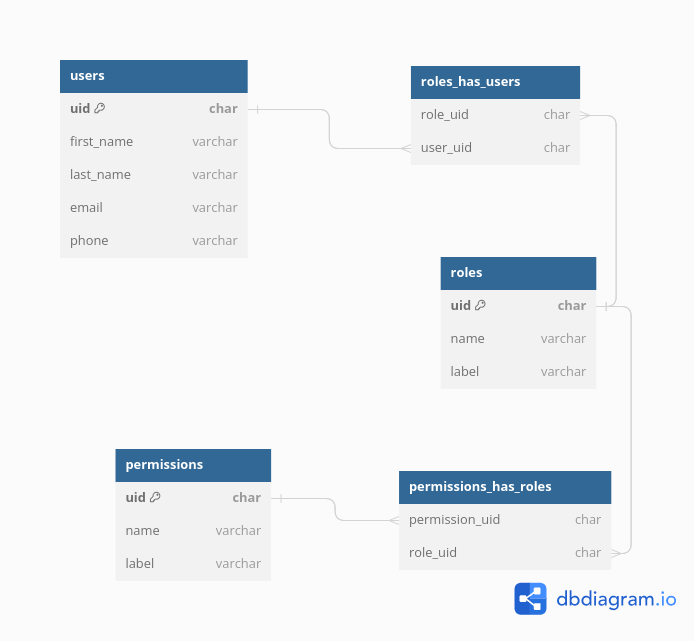 users
uid char
first_name varchar
last_name varchar
email varchar
phone varchar
roles_has_users
role_uid char
user_uid char
roles
uid char
name varchar
label varchar
permissions
uid char
name varchar
label varchar
permissions_has_roles
permission_uid char
role_uid char
dbdiagram.io